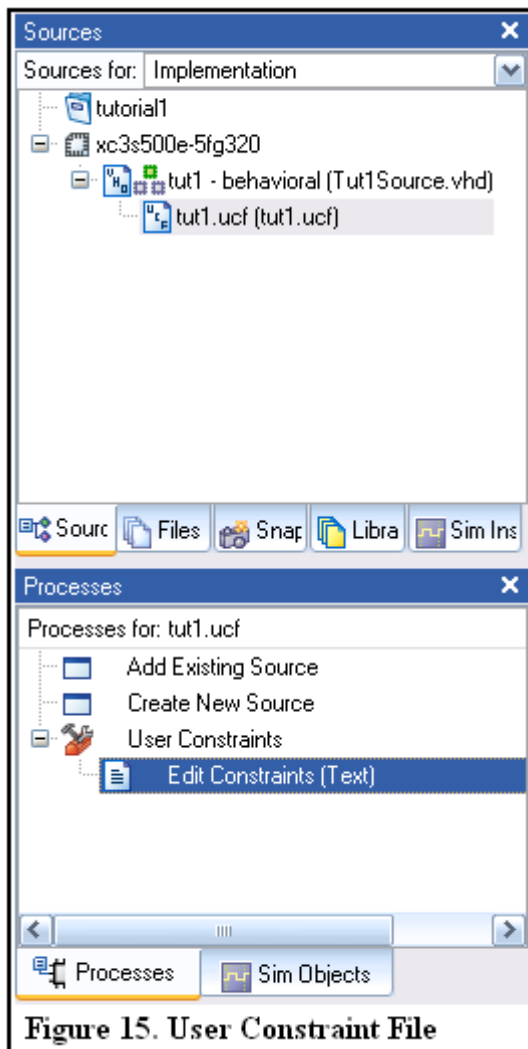 Sources
Sources for: Implementation
tutorial1
xc3s500e-5fg320
tut1 - behavioral (Tut1Source.vhd)
tut1.ucf (tut1.ucf)
Sourc Files Snap Libra Sim Ins
Processes
Processes for: tut1.ucf
Add Existing Source
Create New Source
User Constraints
Edit Constraints (Text)
Processes Sim Objects
Figure 15. User Constraint File